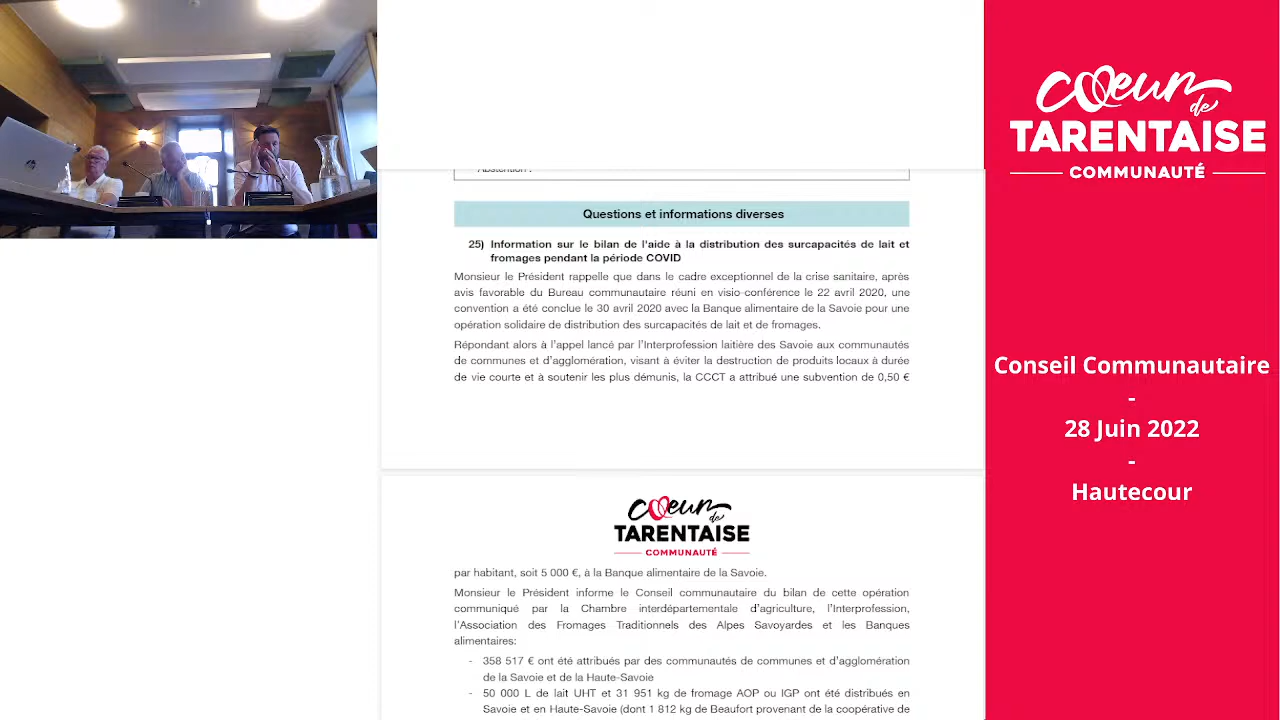 Abstention :
Questions et informations diverses
25) Information sur le bilan de l'aide à la distribution des surcapacités de lait et
fromages pendant la période COVID
Monsieur le Président rappelle que dans le cadre exceptionnel de la crise sanitaire, après
avis favorable du Bureau communautaire réuni en visio-conférence le 22 avril 2020, une
convention a été conclue le 30 avril 2020 avec la Banque alimentaire de la Savoie pour une
opération solidaire de distribution des surcapacités de lait et de fromages.
Répondant alors à l'appel lancé par l'Interprofession laitière des Savoie aux communautés
de communes et d'agglomération, visant à éviter la destruction de produits locaux à durée
de vie courte et à soutenir les plus démunis, la CCCT a attribué une subvention de 0,50 €
Cœur
de
TARENTAISE
COMMUNAUTÉ
par habitant, soit 5 000 €, à la Banque alimentaire de la Savoie.
Monsieur le Président informe le Conseil communautaire du bilan de cette opération
communiqué par la Chambre interdépartementale d'agriculture, l'Interprofession,
l'Association des Fromages Traditionnels des Alpes Savoyardes et les Banques
alimentaires:
- 358 517 € ont été attribués par des communautés de communes et d'agglomération
de la Savoie et de la Haute-Savoie
- 50 000 L de lait UHT et 31 951 kg de fromage AOP ou IGP ont été distribués en
Savoie et en Haute-Savoie (dont 1 812 kg de Beaufort provenant de la coopérative de
Cœur
de
TARENTAISE
COMMUNAUTÉ
Conseil Communautaire
-
28 Juin 2022
-
Hautecour